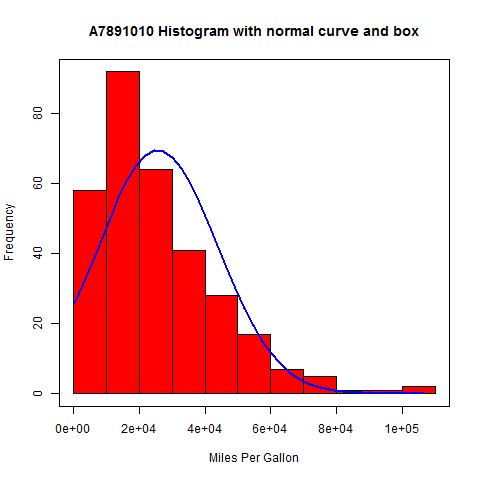 A7891010 Histogram with normal curve and box
Frequency
80
60
40
20
0
0e+00 2e+04 4e+04 6e+04 8e+04 1e+05
Miles Per Gallon